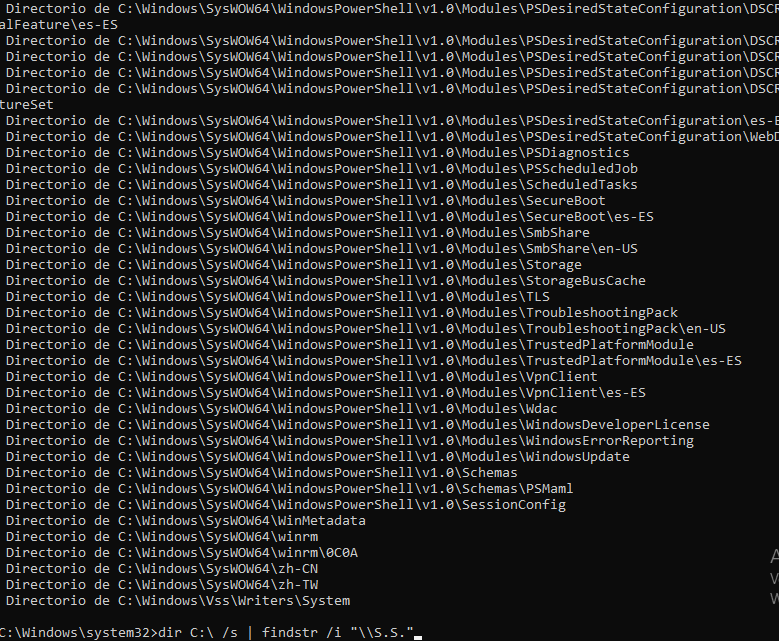 Directorio de C:\Windows\SysWOW64\WindowsPowerShell\v1.0\Modules\PSDesiredStateConfiguration\DSCR
alFeature\es-ES
Directorio de C:\Windows\SysWOW64\WindowsPowerShell\v1.0\Modules\PSDesiredStateConfiguration\DSCR
Directorio de C:\Windows\SysWOW64\WindowsPowerShell\v1.0\Modules\PSDesiredStateConfiguration\DSCR
Directorio de C:\Windows\SysWOW64\WindowsPowerShell\v1.0\Modules\PSDesiredStateConfiguration\DSCR
Directorio de C:\Windows\SysWOW64\WindowsPowerShell\v1.0\Modules\PSDesiredStateConfiguration\DSCR
tureSet
Directorio de C:\Windows\SysWOW64\WindowsPowerShell\v1.0\Modules\PSDesiredStateConfiguration\es-E
Directorio de C:\Windows\SysWOW64\WindowsPowerShell\v1.0\Modules\PSDesiredStateConfiguration\WebD
Directorio de C:\Windows\SysWOW64\WindowsPowerShell\v1.0\Modules\PSDiagnostics
Directorio de C:\Windows\SysWOW64\WindowsPowerShell\v1.0\Modules\PSScheduledJob
Directorio de C:\Windows\SysWOW64\WindowsPowerShell\v1.0\Modules\ScheduledTasks
Directorio de C:\Windows\SysWOW64\WindowsPowerShell\v1.0\Modules\SecureBoot
Directorio de C:\Windows\SysWOW64\WindowsPowerShell\v1.0\Modules\SecureBoot\es-ES
Directorio de C:\Windows\SysWOW64\WindowsPowerShell\v1.0\Modules\SmbShare
Directorio de C:\Windows\SysWOW64\WindowsPowerShell\v1.0\Modules\SmbShare\en-US
Directorio de C:\Windows\SysWOW64\WindowsPowerShell\v1.0\Modules\Storage
Directorio de C:\Windows\SysWOW64\WindowsPowerShell\v1.0\Modules\StorageBusCache
Directorio de C:\Windows\SysWOW64\WindowsPowerShell\v1.0\Modules\TLS
Directorio de C:\Windows\SysWOW64\WindowsPowerShell\v1.0\Modules\TroubleshootingPack
Directorio de C:\Windows\SysWOW64\WindowsPowerShell\v1.0\Modules\TroubleshootingPack\en-US
Directorio de C:\Windows\SysWOW64\WindowsPowerShell\v1.0\Modules\TrustedPlatformModule
Directorio de C:\Windows\SysWOW64\WindowsPowerShell\v1.0\Modules\TrustedPlatformModule\es-ES
Directorio de C:\Windows\SysWOW64\WindowsPowerShell\v1.0\Modules\VpnClient
Directorio de C:\Windows\SysWOW64\WindowsPowerShell\v1.0\Modules\VpnClient\es-ES
Directorio de C:\Windows\SysWOW64\WindowsPowerShell\v1.0\Modules\Wdac
Directorio de C:\Windows\SysWOW64\WindowsPowerShell\v1.0\Modules\WindowsDeveloperLicense
Directorio de C:\Windows\SysWOW64\WindowsPowerShell\v1.0\Modules\WindowsErrorReporting
Directorio de C:\Windows\SysWOW64\WindowsPowerShell\v1.0\Modules\WindowsUpdate
Directorio de C:\Windows\SysWOW64\WindowsPowerShell\v1.0\Schemas
Directorio de C:\Windows\SysWOW64\WindowsPowerShell\v1.0\Schemas\PSMaml
Directorio de C:\Windows\SysWOW64\WindowsPowerShell\v1.0\SessionConfig
Directorio de C:\Windows\SysWOW64\WinMetadata
Directorio de C:\Windows\SysWOW64\winrm
Directorio de C:\Windows\SysWOW64\winrm\0C0A
Directorio de C:\Windows\SysWOW64\zh-CN
Directorio de C:\Windows\SysWOW64\zh-TW
Directorio de C:\Windows\Vss\Writers\System
C:\Windows\system32>dir C:\ /s | findstr /i "\\S.S."